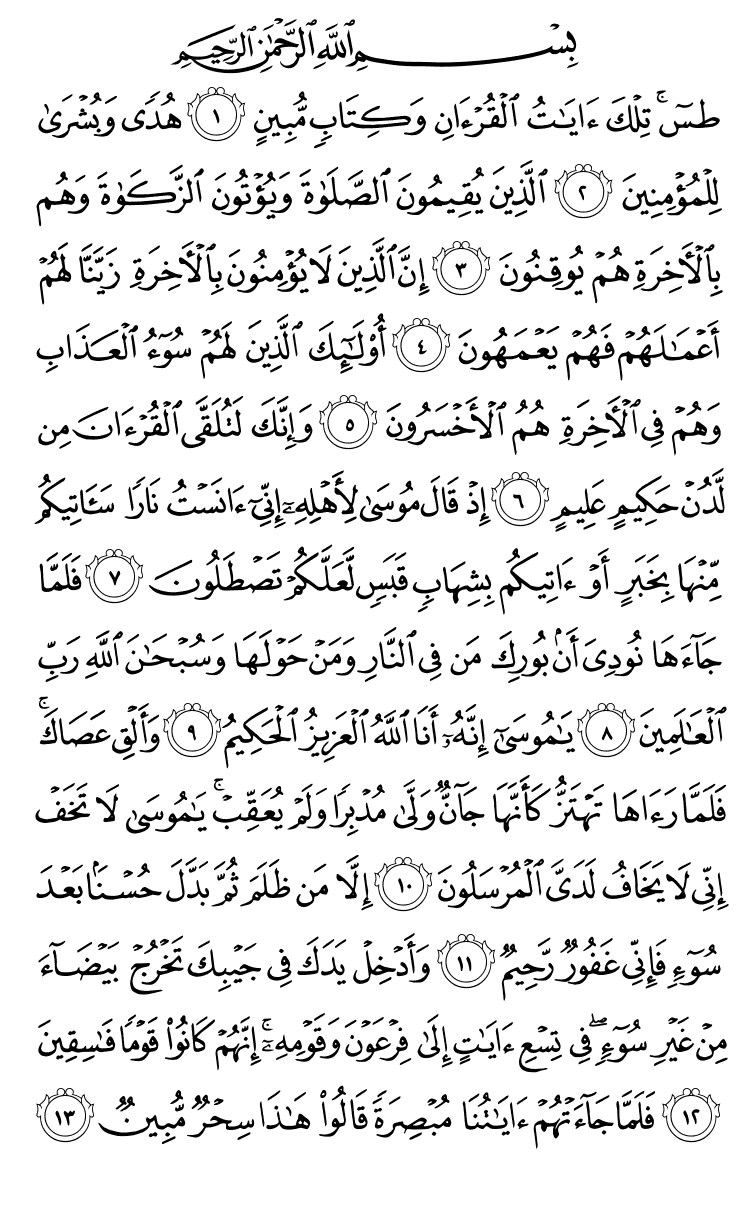 بِسْمِ ٱللَّهِ ٱلرَّحْمَٰنِ ٱلرَّحِيمِ
طسٓۚ تِلْكَ ءَايَٰتُ ٱلْقُرْءَانِ وَكِتَابٖ مُّبِينٍ ١ هُدٗى وَبُشْرَىٰ
لِلْمُؤْمِنِينَ ٢ ٱلَّذِينَ يُقِيمُونَ ٱلصَّلَوٰةَ وَيُؤْتُونَ ٱلزَّكَوٰةَ وَهُم
بِٱلْأٓخِرَةِ هُمْ يُوقِنُونَ ٣ إِنَّ ٱلَّذِينَ لَا يُؤْمِنُونَ بِٱلْأٓخِرَةِ زَيَّنَّا لَهُمْ
أَعْمَٰلَهُمْ فَهُمْ يَعْمَهُونَ ٤ أُوْلَٰٓئِكَ ٱلَّذِينَ لَهُمْ سُوٓءُ ٱلْعَذَابِ
وَهُمْ فِي ٱلْأٓخِرَةِ هُمُ ٱلْأَخْسَرُونَ ٥ وَإِنَّكَ لَتُلَقَّى ٱلْقُرْءَانَ مِن
لَّدُنْ حَكِيمٍ عَلِيمٍ ٦ إِذْ قَالَ مُوسَىٰ لِأَهْلِهِۦٓ إِنِّيٓ ءَانَسْتُ نَارٗا سَـَٔاتِيكُم
مِّنْهَا بِخَبَرٍ أَوْ ءَاتِيكُم بِشِهَابٖ قَبَسٖ لَّعَلَّكُمْ تَصْطَلُونَ ٧ فَلَمَّا
جَآءَهَا نُودِيَ أَنۢ بُورِكَ مَن فِي ٱلنَّارِ وَمَنْ حَوْلَهَا وَسُبْحَٰنَ ٱللَّهِ رَبِّ
ٱلْعَٰلَمِينَ ٨ يَٰمُوسَىٰٓ إِنَّهُۥٓ أَنَا ٱللَّهُ ٱلْعَزِيزُ ٱلْحَكِيمُ ٩ وَأَلْقِ عَصَاكَۚ
فَلَمَّا رَءَاهَا تَهْتَزُّ كَأَنَّهَا جَآنّٞ وَلَّىٰ مُدْبِرٗا وَلَمْ يُعَقِّبْۚ يَٰمُوسَىٰ لَا تَخَفْ
إِنِّي لَا يَخَافُ لَدَيَّ ٱلْمُرْسَلُونَ ١٠ إِلَّا مَن ظَلَمَ ثُمَّ بَدَّلَ حُسْنَۢا بَعْدَ
سُوٓءٖ فَإِنِّي غَفُورٞ رَّحِيمٞ ١١ وَأَدْخِلْ يَدَكَ فِي جَيْبِكَ تَخْرُجْ بَيْضَآءَ
مِنْ غَيْرِ سُوٓءٖۖ فِي تِسْعِ ءَايَٰتٍ إِلَىٰ فِرْعَوْنَ وَقَوْمِهِۦٓۚ إِنَّهُمْ كَانُواْ قَوْمٗا فَٰسِقِينَ
١٢ فَلَمَّا جَآءَتْهُمْ ءَايَٰتُنَا مُبْصِرَةٗ قَالُواْ هَٰذَا سِحْرٞ مُّبِينٞ ١٣